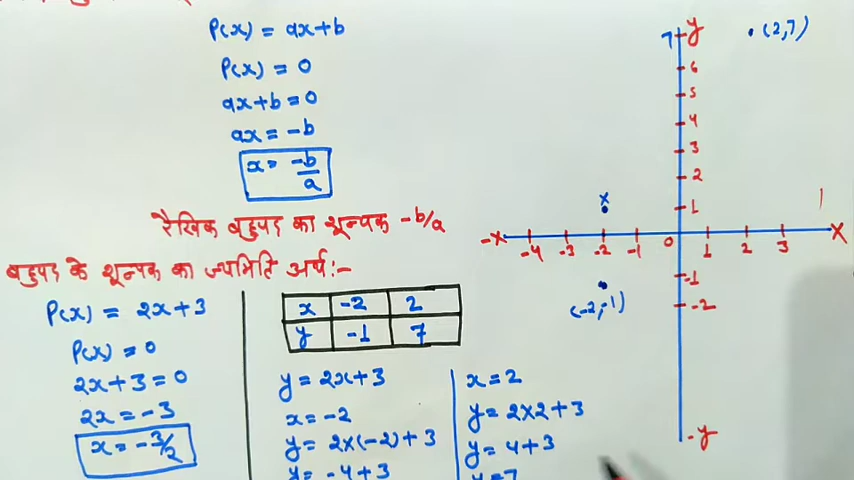 P(x) = ax+b
P(x) = 0
ax+b = 0
ax = -b
x = -b/a
रैखिक बहुपद का शून्यक -b/a
बहुपद के शून्यक का ज्यामिति अर्थ:-
P(x) = 2x+3
P(x) = 0
2x+3 = 0
2x = -3
x = -3/2
x -2 2
y -1 7
y = 2x+3
x = -2
y = 2x(-2)+3
y = -4+3
x = 2
y = 2x2+3
y = 4+3
y = 7
y
7
6
5
4
3
2
1
-x -4 -3 -2 -1 0 1 2 3 X
-1
-2
-y
(2,7)
x
(-2,-1)